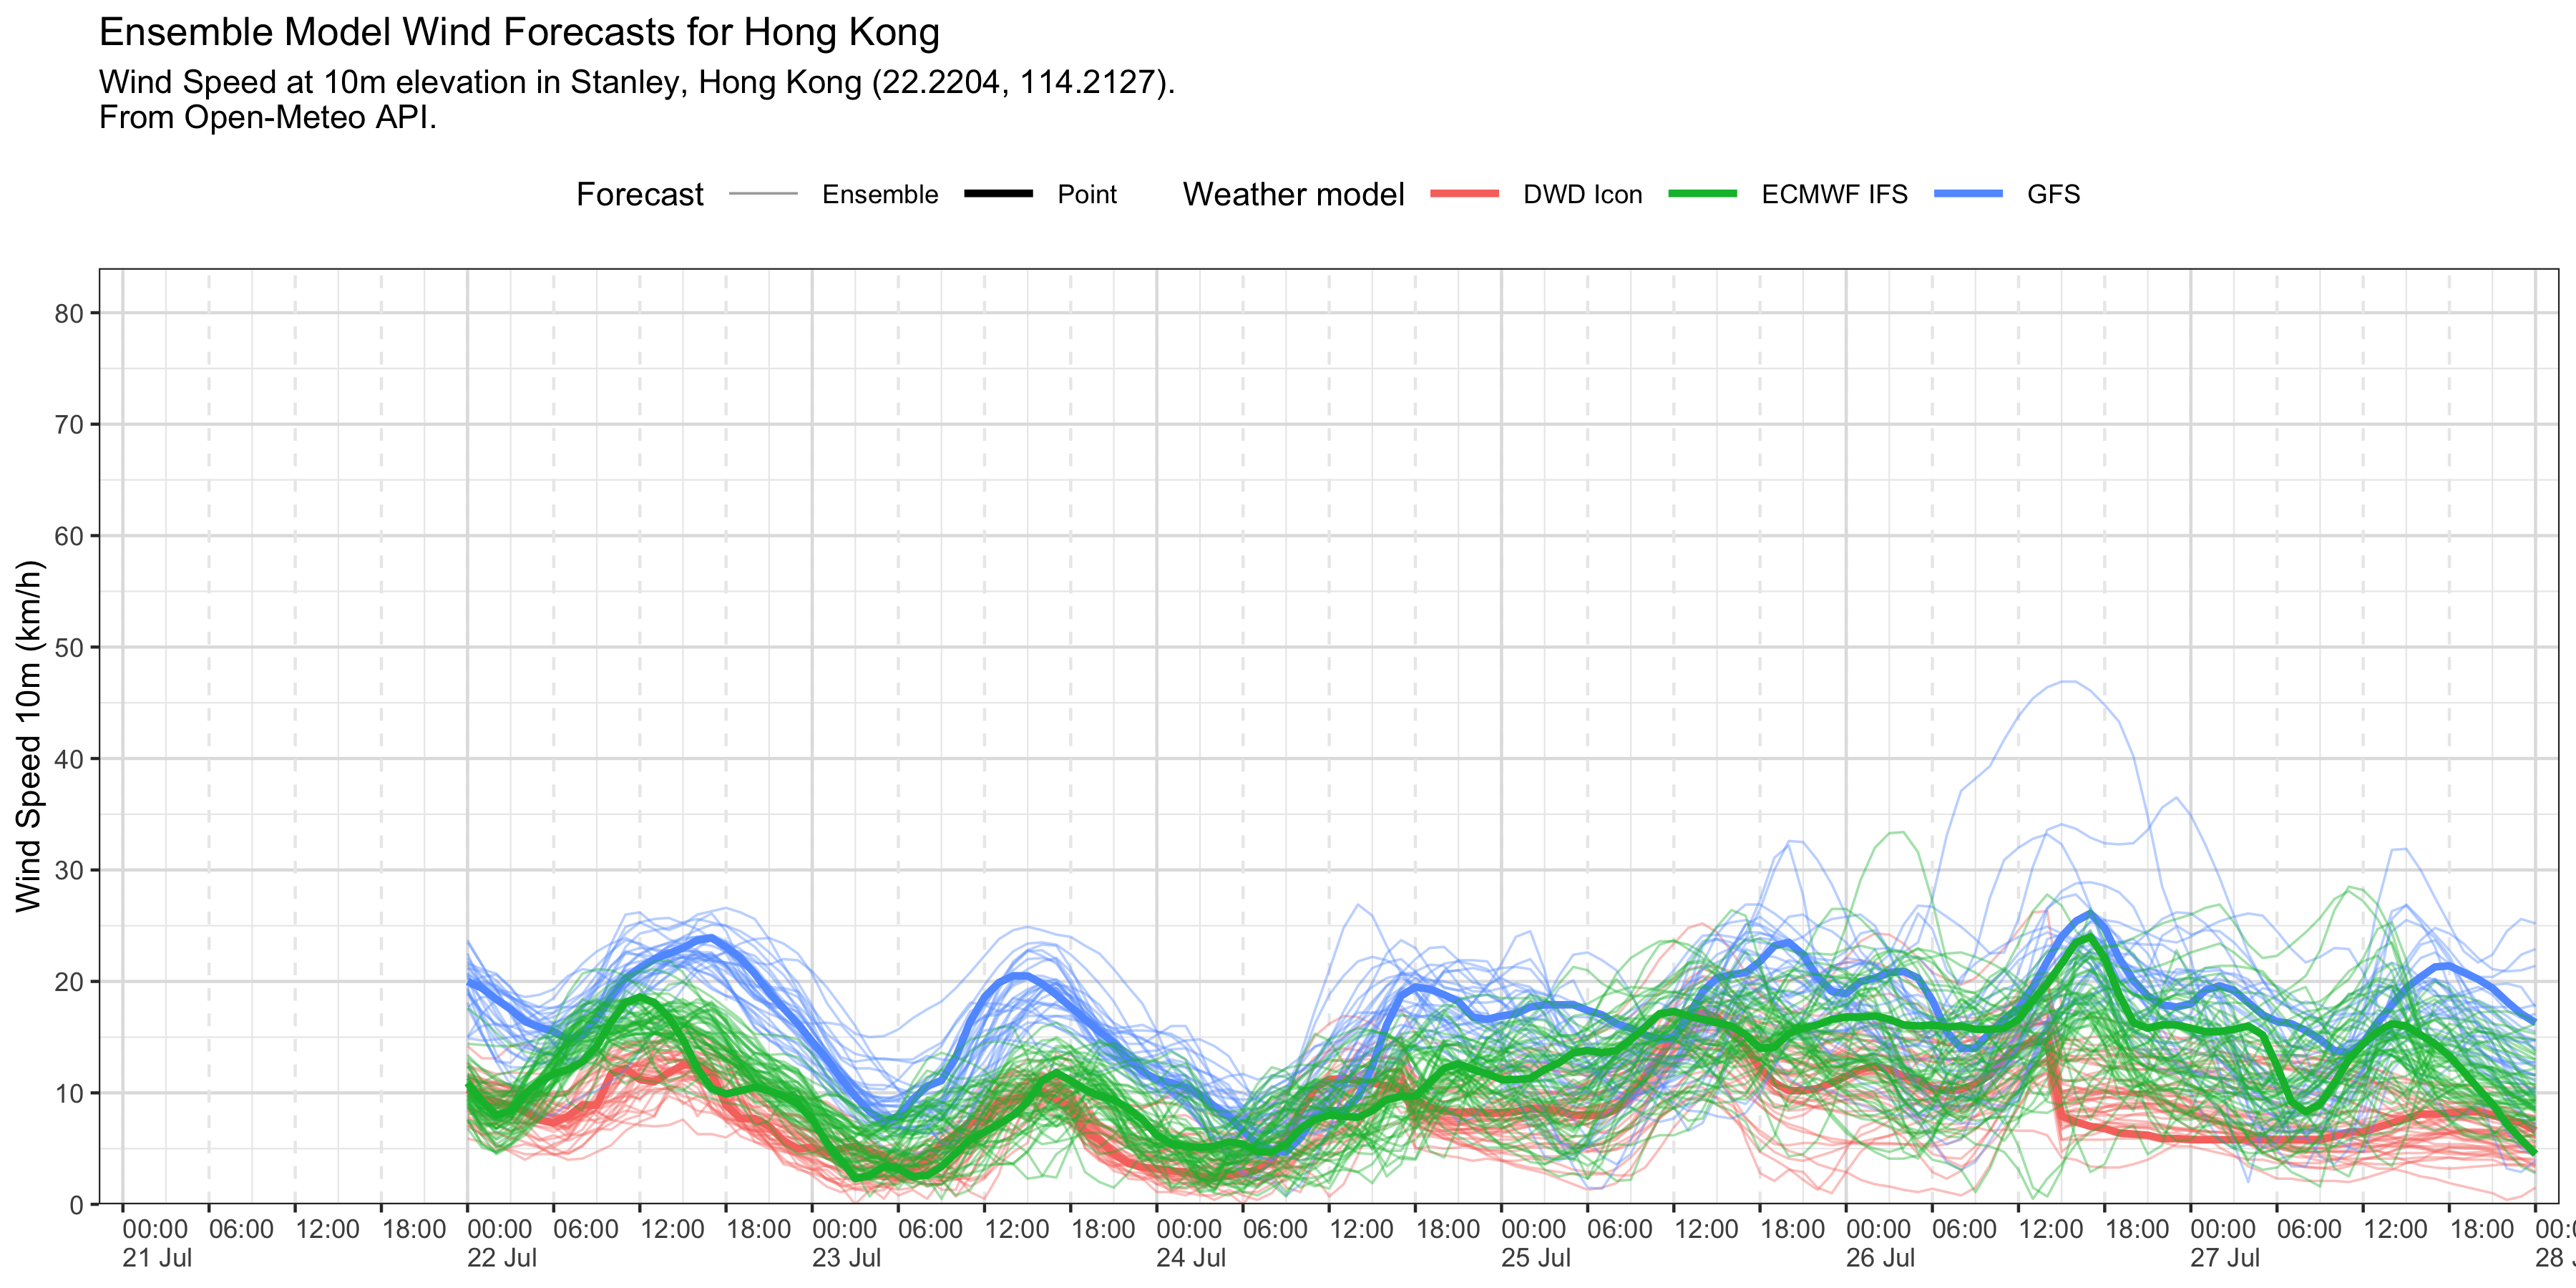 Ensemble Model Wind Forecasts for Hong Kong
Wind Speed at 10m elevation in Stanley, Hong Kong (22.2204, 114.2127).
From Open-Meteo API.
Forecast Ensemble Point Weather model DWD Icon ECMWF IFS GFS
Wind Speed 10m (km/h)
80
70
60
50
40
30
20
10
0
00:00 06:00 12:00 18:00 00:00 06:00 12:00 18:00 00:00 06:00 12:00 18:00 00:00 06:00 12:00 18:00 00:00 06:00 12:00 18:00 00:00 06:00 12:00 18:00 00:00 06:00 12:00 18:00 00:0
21 Jul 22 Jul 23 Jul 24 Jul 25 Jul 26 Jul 27 Jul 28